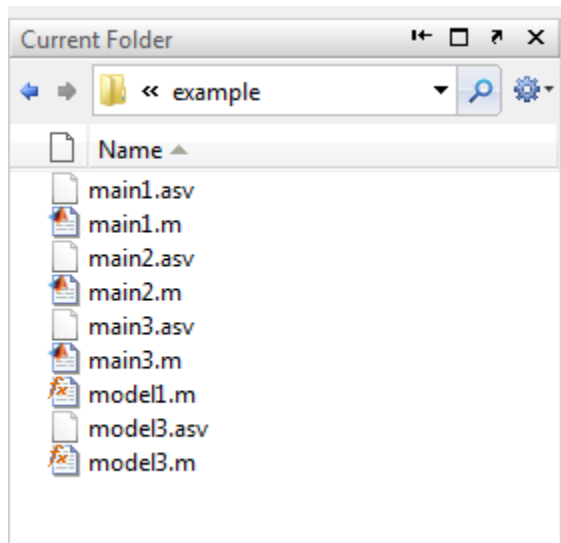 Current Folder
« example
Name
main1.asv
main1.m
main2.asv
main2.m
main3.asv
main3.m
model1.m
model3.asv
model3.m